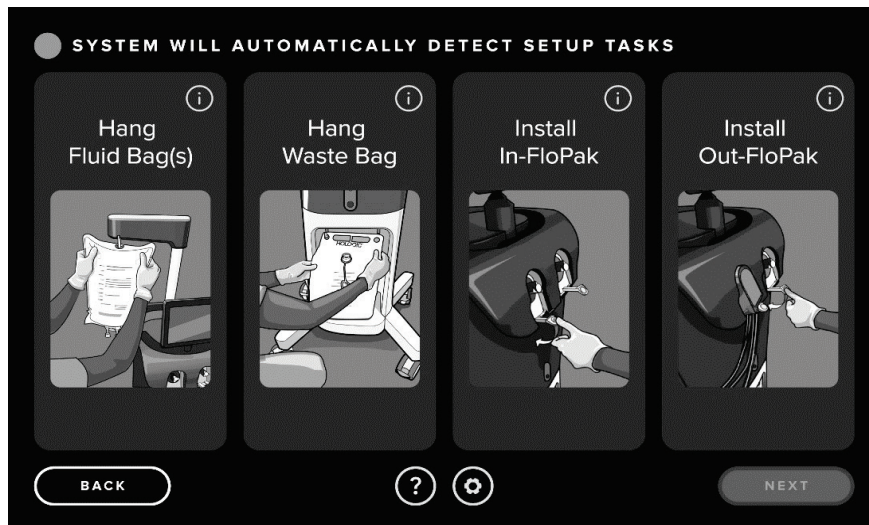 SYSTEM WILL AUTOMATICALLY DETECT SETUP TASKS
i
Hang
Fluid Bag(s)
i
Hang
Waste Bag
HOLOGIC
i
Install
In-FloPak
i
Install
Out-FloPak
BACK
?
NEXT